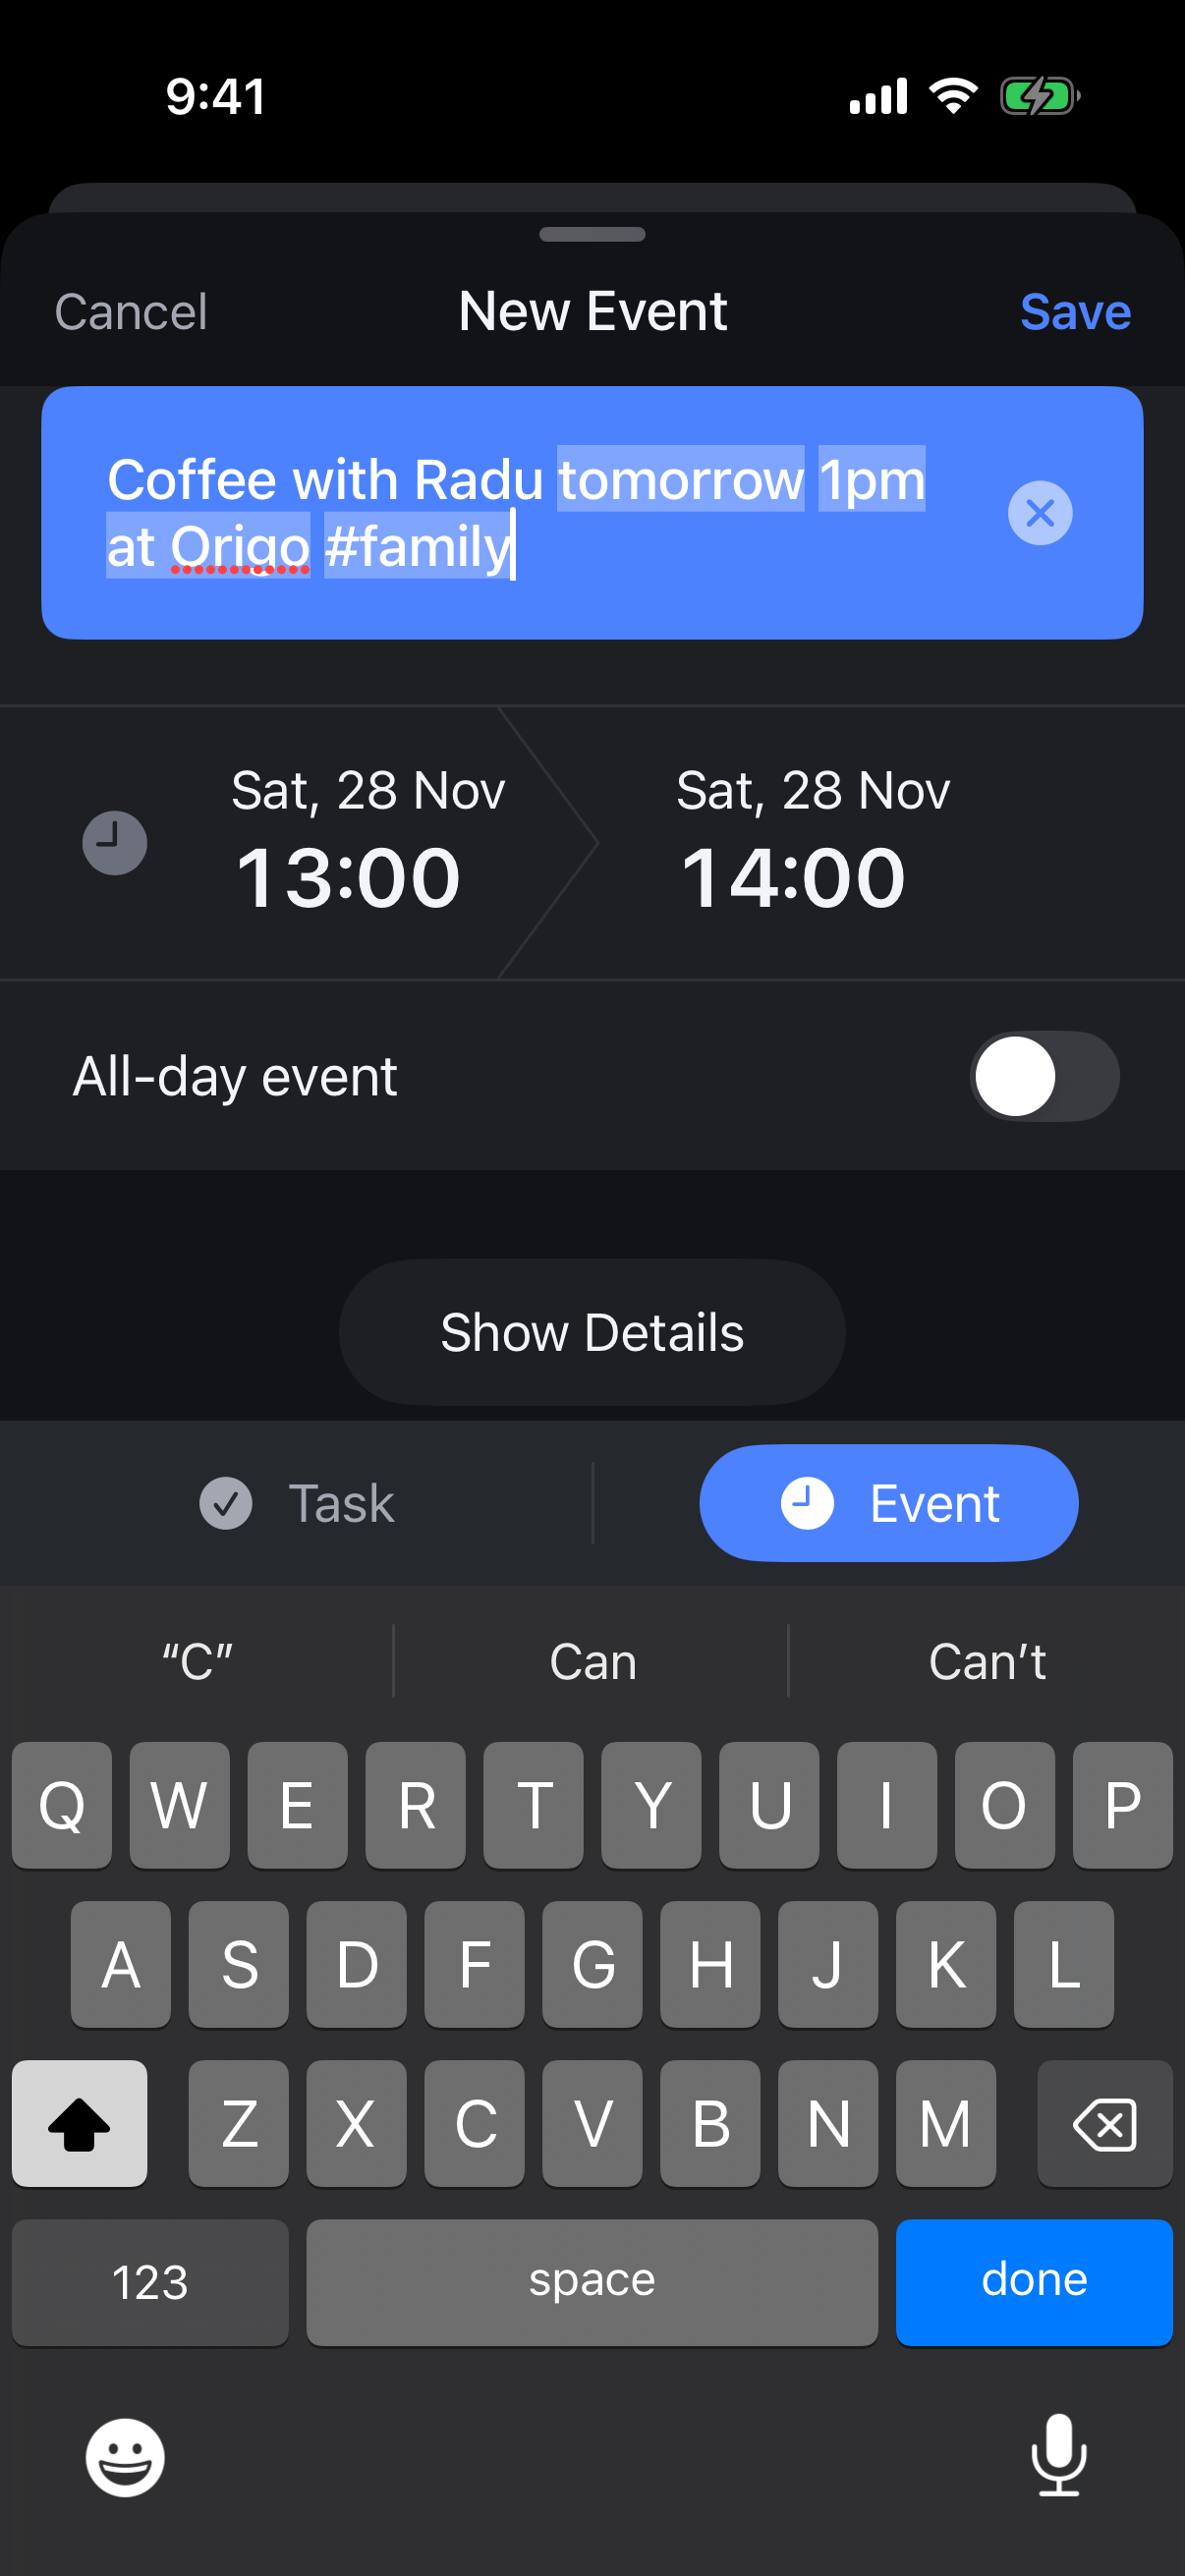 9:41
Cancel New Event Save
Coffee with Radu tomorrow 1pm
at Origo #family
Sat, 28 Nov Sat, 28 Nov
13:00 14:00
All-day event
Show Details
Task Event
“C” Can Can’t
Q W E R T Y U I O P
A S D F G H J K L
Z X C V B N M
123 space done